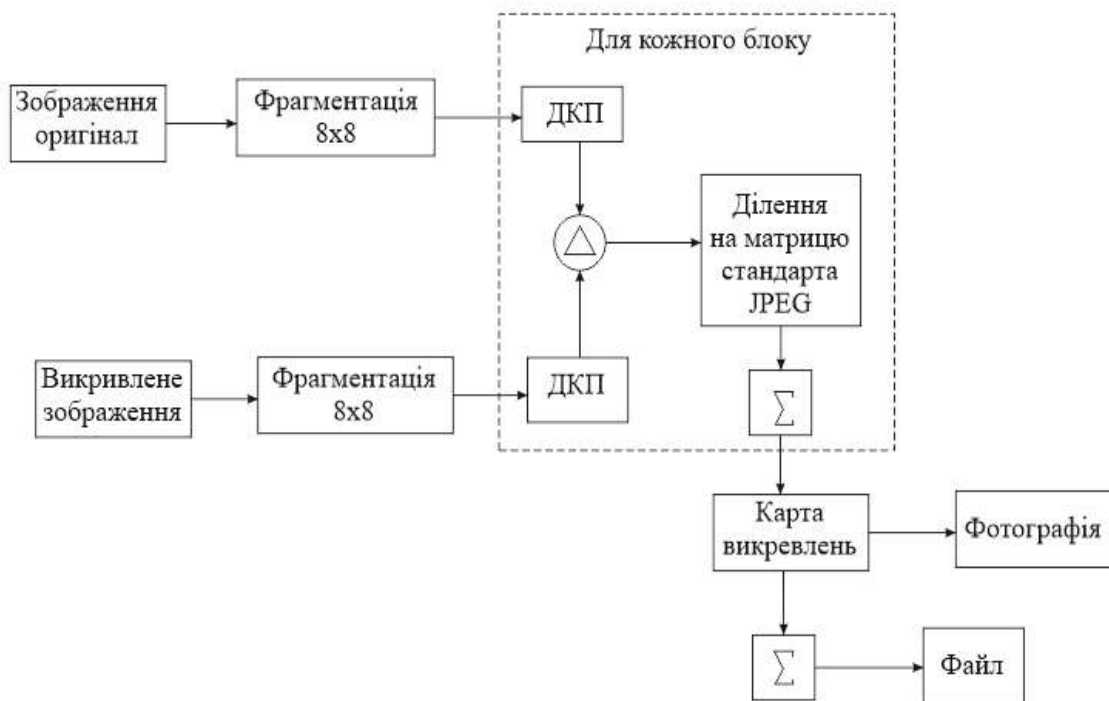 Для кожного блоку
Зображення
оригінал
Фрагментація
8x8
ДКП
Ділення
на матрицю
стандарта
JPEG
△
Викривлене
зображення
Фрагментація
8x8
ДКП
∑
Карта
викревлень
Фотографія
∑
Файл